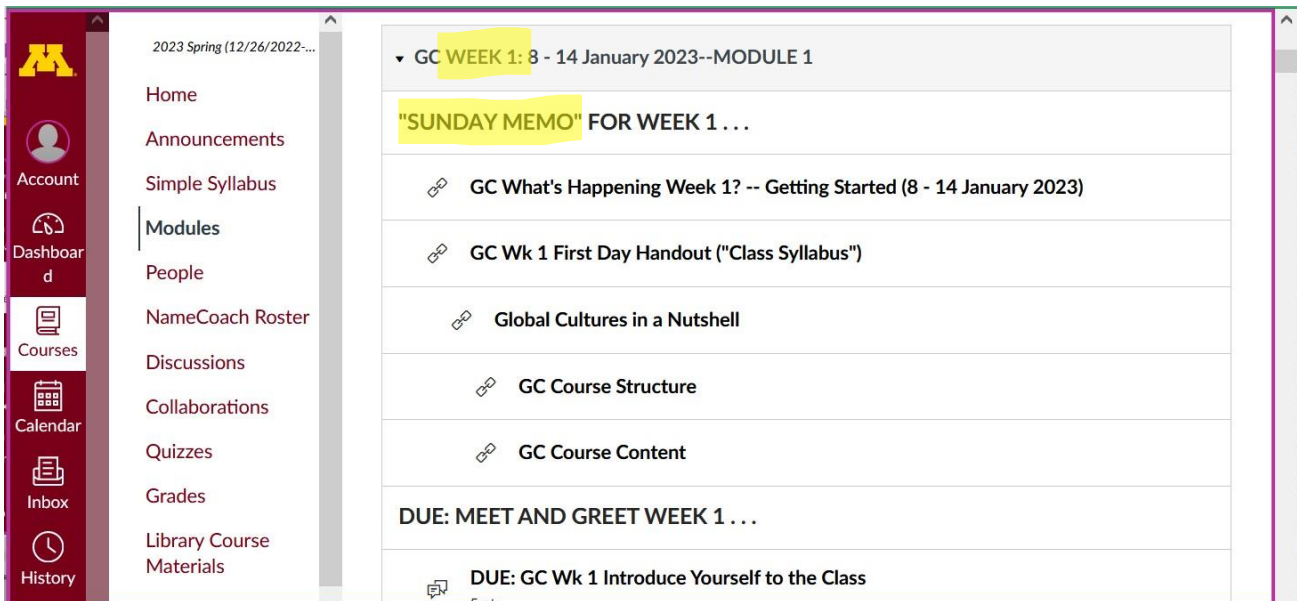 M
Account
Dashboar
d
Courses
Calendar
Inbox
History
2023 Spring (12/26/2022-...
Home
Announcements
Simple Syllabus
Modules
People
NameCoach Roster
Discussions
Collaborations
Quizzes
Grades
Library Course
Materials
GC WEEK 1: 8 - 14 January 2023--MODULE 1
"SUNDAY MEMO" FOR WEEK 1 . . .
GC What's Happening Week 1? -- Getting Started (8 - 14 January 2023)
GC Wk 1 First Day Handout ("Class Syllabus")
Global Cultures in a Nutshell
GC Course Structure
GC Course Content
DUE: MEET AND GREET WEEK 1 . . .
DUE: GC Wk 1 Introduce Yourself to the Class